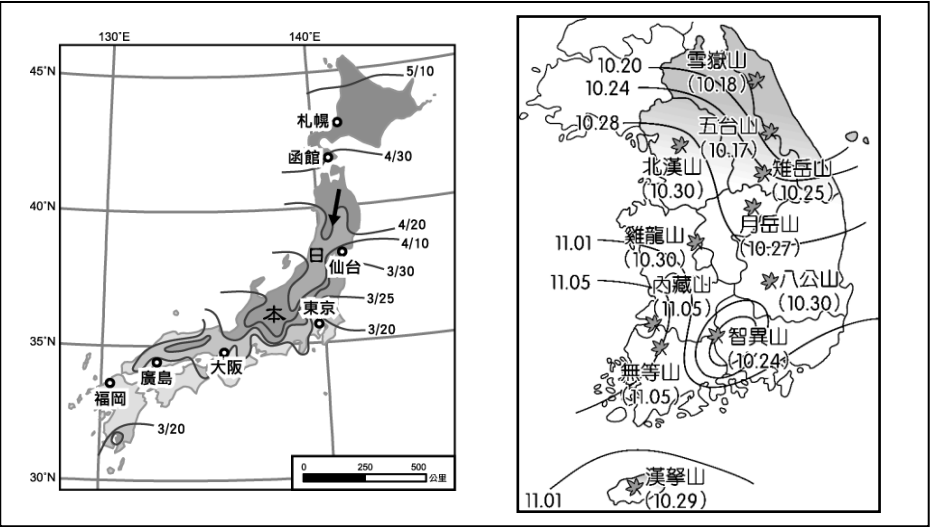 130°E
140°E
45°N
5/10
札幌
函館
4/30
40°N
4/20
4/10
日
仙台
3/30
3/25
本
東京
3/20
35°N
大阪
廣島
福岡
3/20
30°N
0 250 500
公里
雪嶽山
10.20
(10.18)
10.24
10.28
五台山
(10.17)
北漢山
(10.30)
雉岳山
(10.25)
月岳山
(10.27)
雞龍山
11.01
(10.30)
11.05
內藏山
(11.05)
八公山
(10.30)
智異山
(10.24)
無等山
(11.05)
漢拏山
(10.29)
11.01